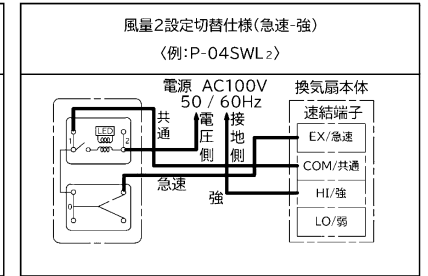 風量2設定切替仕様(急速-強)
〈例:P-04SWL2〉
電源 AC100V
50 / 60Hz
換気扇本体
速結端子
共通
電圧側
接地側
LED
1
2
EX/急速
COM/共通
急速
強
HI/強
0
LO/弱